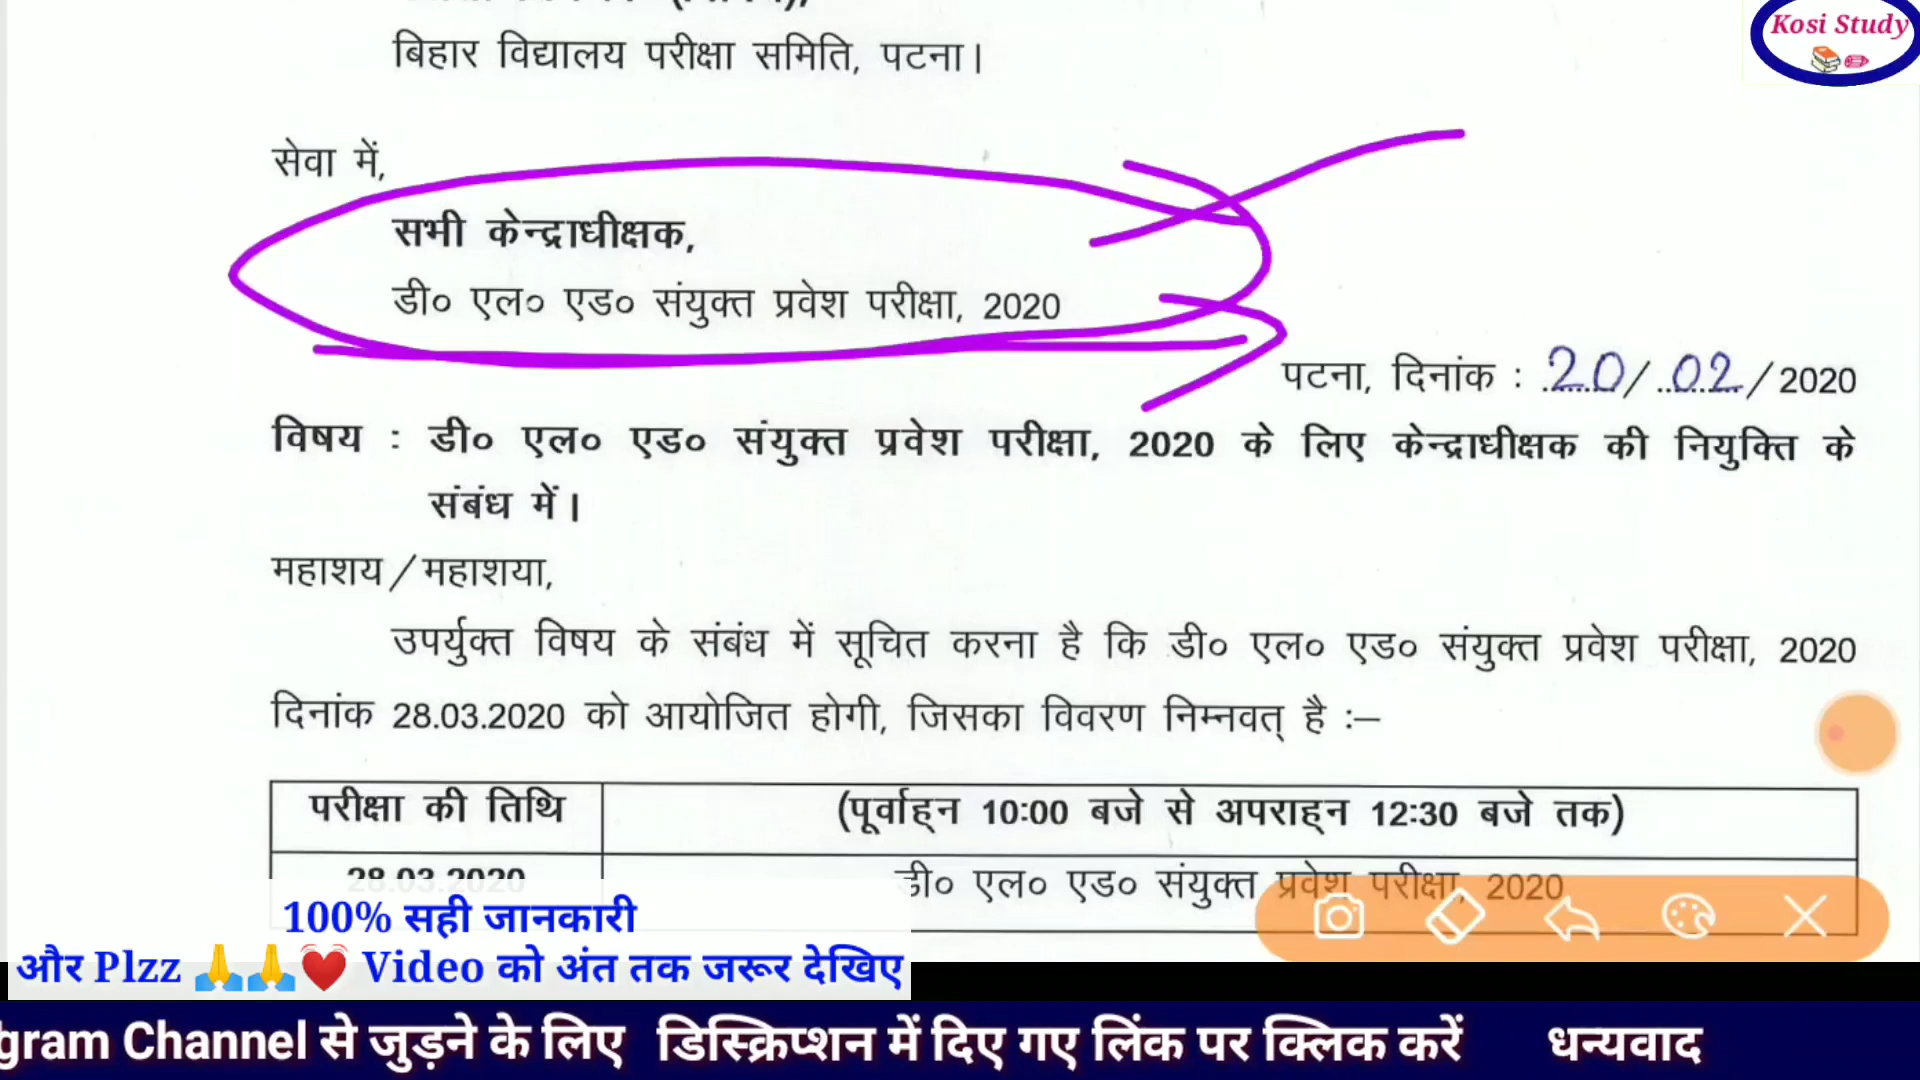 Kosi Study
बिहार विद्यालय परीक्षा समिति, पटना।
सेवा में,
सभी केन्द्राधीक्षक,
डी० एल० एड० संयुक्त प्रवेश परीक्षा, 2020
पटना, दिनांक : 20/02/2020
विषय : डी० एल० एड० संयुक्त प्रवेश परीक्षा, 2020 के लिए केन्द्राधीक्षक की नियुक्ति के
संबंध में।
महाशय/महाशया,
उपर्युक्त विषय के संबंध में सूचित करना है कि डी० एल० एड० संयुक्त प्रवेश परीक्षा, 2020
दिनांक 28.03.2020 को आयोजित होगी, जिसका विवरण निम्नवत् है :—
परीक्षा की तिथि (पूर्वाह्न 10:00 बजे से अपराह्न 12:30 बजे तक)
28.03.2020 डी० एल० एड० संयुक्त प्रवेश परीक्षा, 2020
100% सही जानकारी
और Plzz 🙏🙏💓 Video को अंत तक जरूर देखिए
gram Channel से जुड़ने के लिए डिस्क्रिप्शन में दिए गए लिंक पर क्लिक करें धन्यवाद